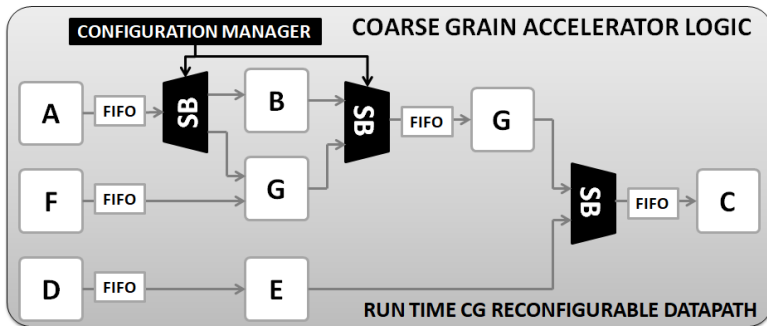 CONFIGURATION MANAGER
COARSE GRAIN ACCELERATOR LOGIC
A
FIFO
SB
B
SB
FIFO
G
F
FIFO
G
SB
FIFO
C
D
FIFO
E
RUN TIME CG RECONFIGURABLE DATAPATH